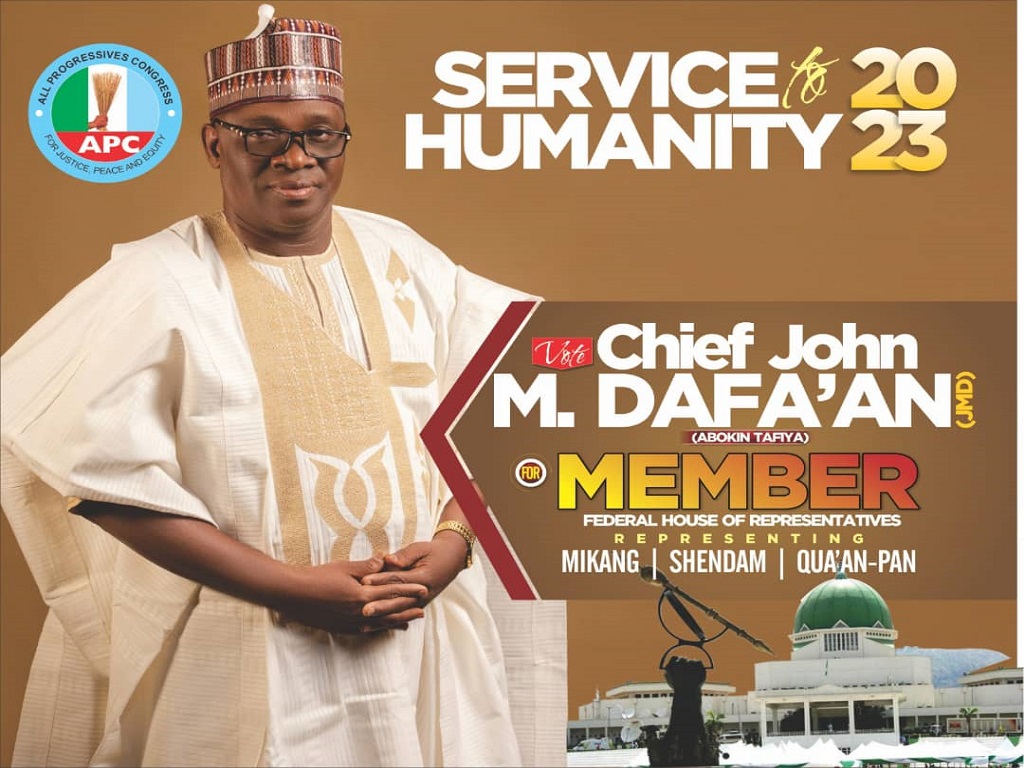 ALL PROGRESSIVES CONGRESS
APC
FOR JUSTICE, PEACE AND EQUITY
SERVICE to
HUMANITY
20
23
Vote Chief John
M. DAFA'AN (JMD)
(ABOKIN TAFIYA)
FOR MEMBER
FEDERAL HOUSE OF REPRESENTATIVES
REPRESENTING
MIKANG | SHENDAM | QUA'AN-PAN